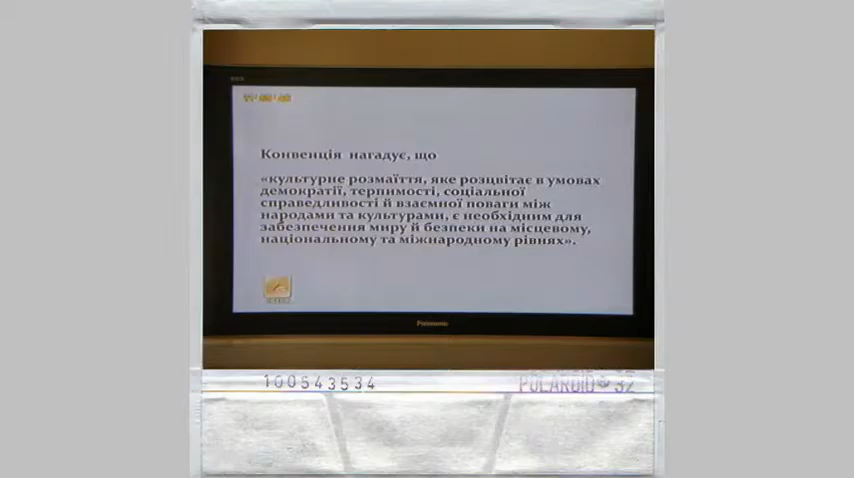 Конвенція нагадує, що
«культурне розмаїття, яке розцвітає в умовах
демократії, терпимості, соціальної
справедливості й взаємної поваги між
народами та культурами, є необхідним для
забезпечення миру й безпеки на місцевому,
національному та міжнародному рівнях».
Panasonic
100543534
POLAROID 32